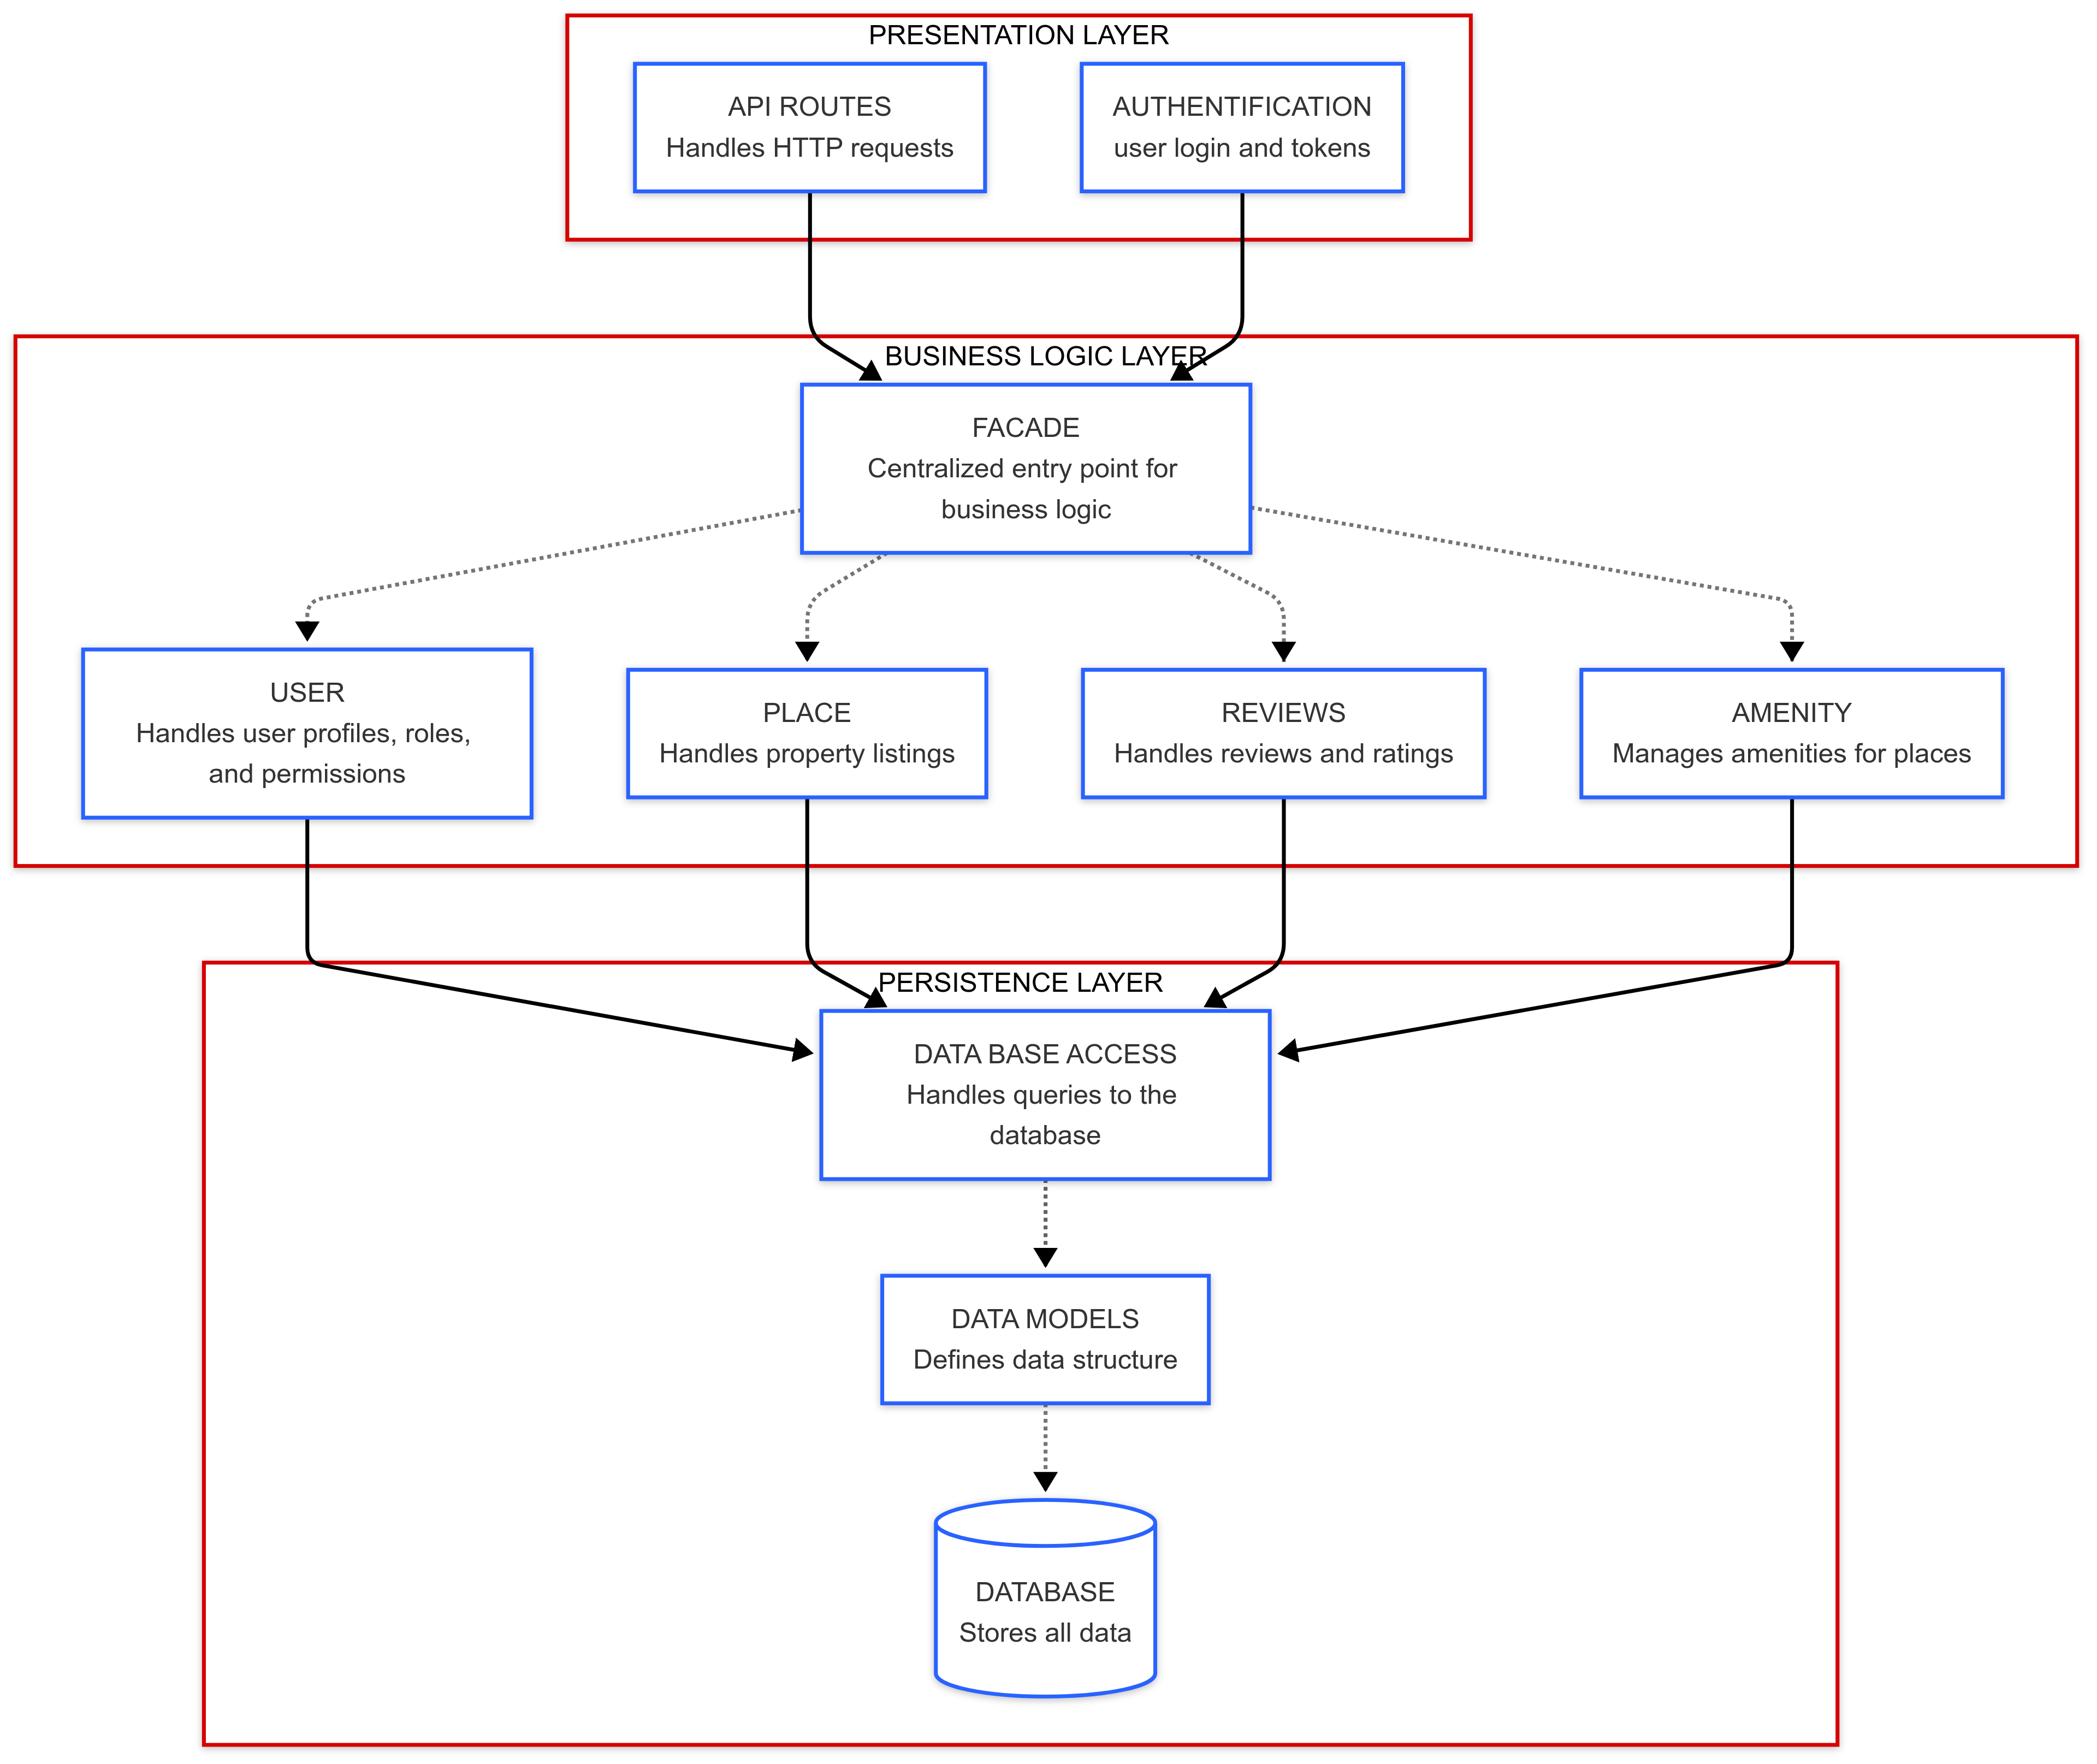 PRESENTATION LAYER
API ROUTES
Handles HTTP requests
AUTHENTIFICATION
user login and tokens
BUSINESS LOGIC LAYER
FACADE
Centralized entry point for
business logic
USER
Handles user profiles, roles,
and permissions
PLACE
Handles property listings
REVIEWS
Handles reviews and ratings
AMENITY
Manages amenities for places
PERSISTENCE LAYER
DATA BASE ACCESS
Handles queries to the
database
DATA MODELS
Defines data structure
DATABASE
Stores all data